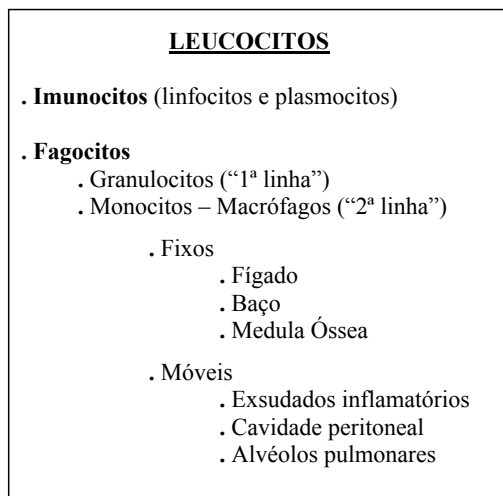 LEUCOCITOS
. Imunocitos (linfocitos e plasmocitos)
. Fagocitos
. Granulocitos (“1ª linha”)
. Monocitos – Macrófagos (“2ª linha”)
. Fixos
. Fígado
. Baço
. Medula Óssea
. Móveis
. Exsudados inflamatórios
. Cavidade peritoneal
. Alvéolos pulmonares